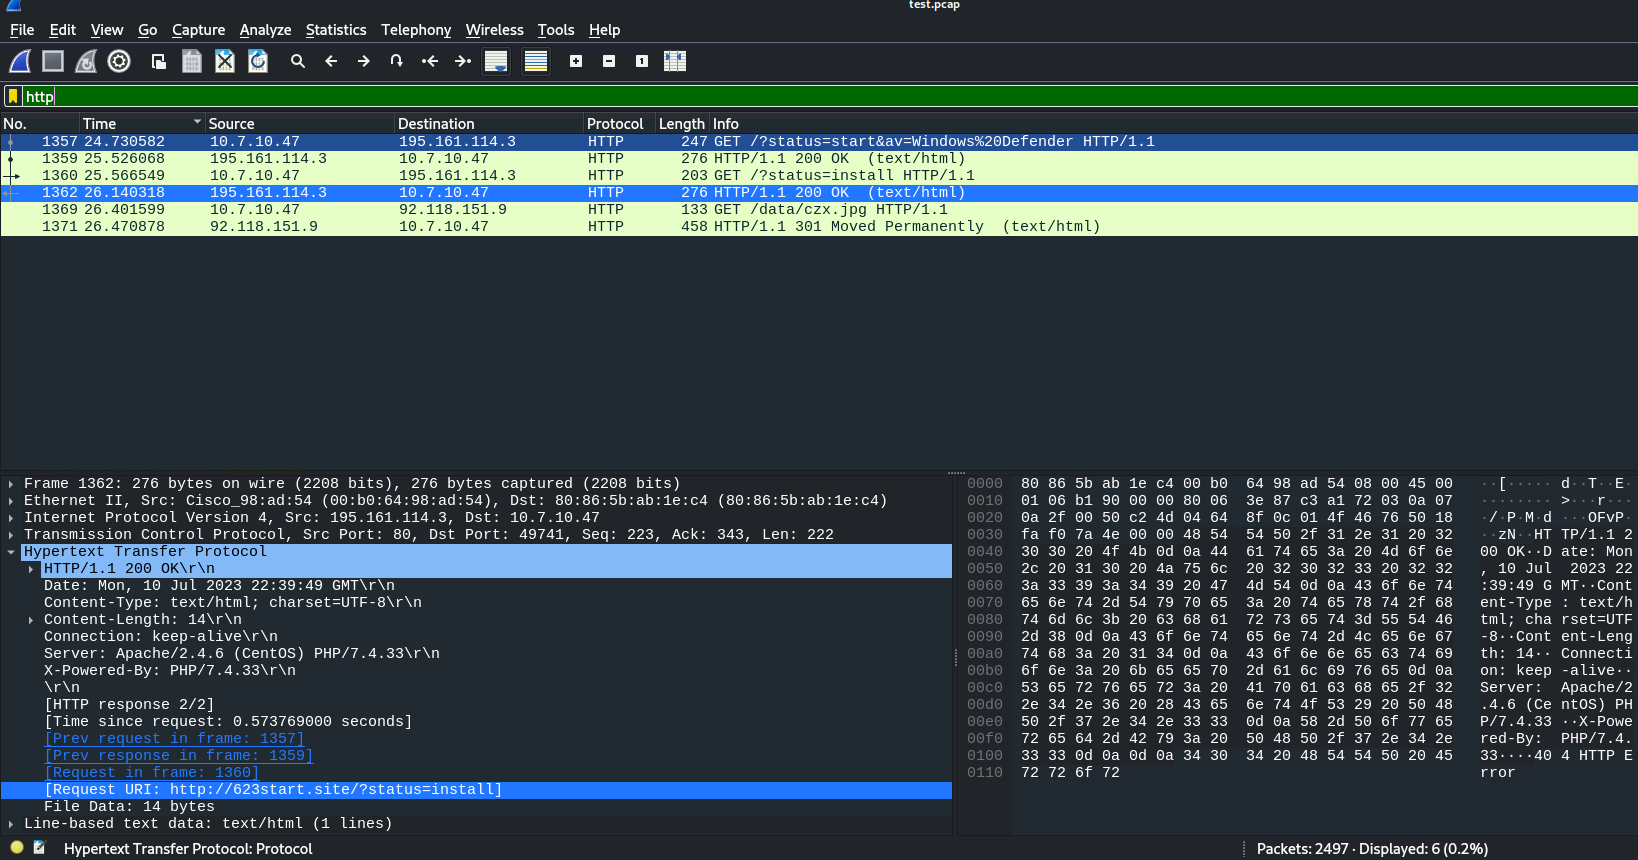 test.pcap
File Edit View Go Capture Analyze Statistics Telephony Wireless Tools Help
http
No. Time Source Destination Protocol Length Info
1357 24.730582 10.7.10.47 195.161.114.3 HTTP 247 GET /?status=start&av=Windows%20Defender HTTP/1.1
1359 25.526068 195.161.114.3 10.7.10.47 HTTP 276 HTTP/1.1 200 OK (text/html)
1360 25.566549 10.7.10.47 195.161.114.3 HTTP 203 GET /?status=install HTTP/1.1
1362 26.140318 195.161.114.3 10.7.10.47 HTTP 276 HTTP/1.1 200 OK (text/html)
1369 26.401599 10.7.10.47 92.118.151.9 HTTP 133 GET /data/czx.jpg HTTP/1.1
1371 26.470878 92.118.151.9 10.7.10.47 HTTP 458 HTTP/1.1 301 Moved Permanently (text/html)
Frame 1362: 276 bytes on wire (2208 bits), 276 bytes captured (2208 bits)
Ethernet II, Src: Cisco_98:ad:54 (00:b0:64:98:ad:54), Dst: 80:86:5b:ab:1e:c4 (80:86:5b:ab:1e:c4)
Internet Protocol Version 4, Src: 195.161.114.3, Dst: 10.7.10.47
Transmission Control Protocol, Src Port: 80, Dst Port: 49741, Seq: 223, Ack: 343, Len: 222
Hypertext Transfer Protocol
HTTP/1.1 200 OK\r\n
Date: Mon, 10 Jul 2023 22:39:49 GMT\r\n
Content-Type: text/html; charset=UTF-8\r\n
Content-Length: 14\r\n
Connection: keep-alive\r\n
Server: Apache/2.4.6 (CentOS) PHP/7.4.33\r\n
X-Powered-By: PHP/7.4.33\r\n
\r\n
[HTTP response 2/2]
[Time since request: 0.573769000 seconds]
[Prev request in frame: 1357]
[Prev response in frame: 1359]
[Request in frame: 1360]
[Request URI: http://623start.site/?status=install]
File Data: 14 bytes
Line-based text data: text/html (1 lines)
0000 80 86 5b ab 1e c4 00 b0 64 98 ad 54 08 00 45 00 ··[·····d··T··E·
0010 01 06 b1 90 00 00 80 06 3e 87 c3 a1 72 03 0a 07 ········>···r···
0020 0a 2f 00 50 c2 4d 04 64 8f 0c 01 4f 46 76 50 18 ·/·P·M·d···OFvP·
0030 fa f0 7a 4e 00 00 48 54 54 50 2f 31 2e 31 20 32 ··zN··HTTP/1.1 2
0040 30 30 20 4f 4b 0d 0a 44 61 74 65 3a 20 4d 6f 6e 00 OK··Date: Mon
0050 2c 20 31 30 20 4a 75 6c 20 32 30 32 33 20 32 32 , 10 Jul 2023 22
0060 3a 33 39 3a 34 39 20 47 4d 54 0d 0a 43 6f 6e 74 :39:49 GMT··Cont
0070 65 6e 74 2d 54 79 70 65 3a 20 74 65 78 74 2f 68 ent-Type: text/h
0080 74 6d 6c 3b 20 63 68 61 72 73 65 74 3d 55 54 46 tml; charset=UTF
0090 2d 38 0d 0a 43 6f 6e 74 65 6e 74 2d 4c 65 6e 67 -8··Content-Leng
00a0 74 68 3a 20 31 34 0d 0a 43 6f 6e 6e 65 63 74 69 th: 14··Connecti
00b0 6f 6e 3a 20 6b 65 65 70 2d 61 6c 69 76 65 0d 0a on: keep-alive··
00c0 53 65 72 76 65 72 3a 20 41 70 61 63 68 65 2f 32 Server: Apache/2
00d0 2e 34 2e 36 20 28 43 65 6e 74 4f 53 29 20 50 48 .4.6 (CentOS) PH
00e0 50 2f 37 2e 34 2e 33 33 0d 0a 58 2d 50 6f 77 65 P/7.4.33··X-Powe
00f0 72 65 64 2d 42 79 3a 20 50 48 50 2f 37 2e 34 2e red-By: PHP/7.4.
0100 33 33 0d 0a 0d 0a 34 30 34 20 48 54 54 50 20 45 33····404 HTTP E
0110 72 72 6f 72 rror
Hypertext Transfer Protocol: Protocol Packets: 2497 · Displayed: 6 (0.2%)